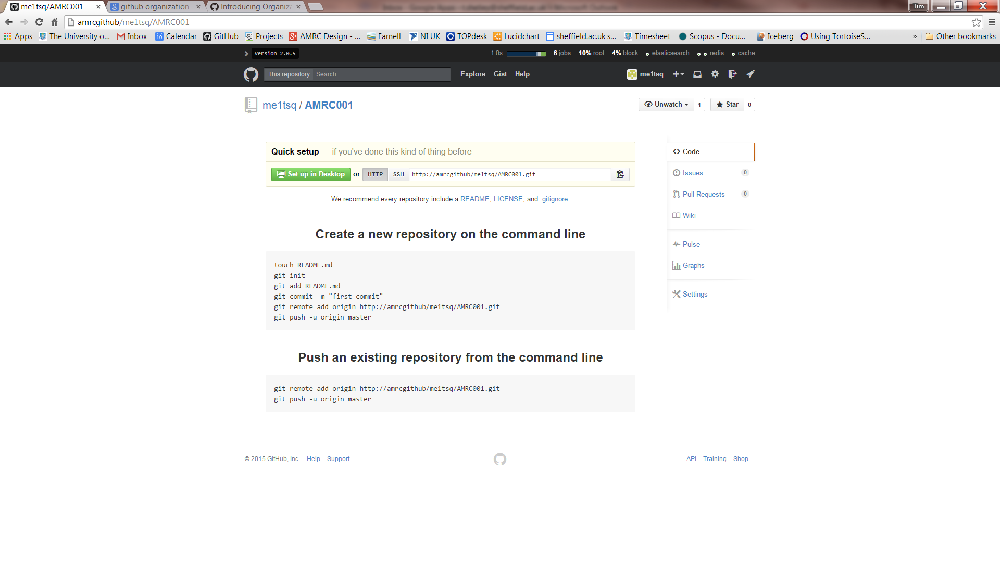 me1tsq/AMRC001
github organization
Introducing Organiza
Tim
amrcgithub/me1tsq/AMRC001
Apps
The University o...
Inbox
10
Calendar
GitHub
Projects
AMRC Design - ...
Farnell
NI UK
TOPdesk
Lucidchart
sheffield.ac.uk s...
Timesheet
Scopus - Docu...
Iceberg
Using TortoiseS...
»
Other bookmarks
Version 2.0.5
1.0s
6 jobs
10% root
4% block
elasticsearch
redis
cache
This repository
Search
Explore
Gist
Help
me1tsq
me1tsq / AMRC001
Unwatch
1
Star
0
Quick setup — if you've done this kind of thing before
Set up in Desktop
or
HTTP
SSH
http://amrcgithub/me1tsq/AMRC001.git
We recommend every repository include a README, LICENSE, and .gitignore.
Code
Issues
0
Pull Requests
0
Wiki
Pulse
Graphs
Settings
Create a new repository on the command line
touch README.md
git init
git add README.md
git commit -m "first commit"
git remote add origin http://amrcgithub/me1tsq/AMRC001.git
git push -u origin master
Push an existing repository from the command line
git remote add origin http://amrcgithub/me1tsq/AMRC001.git
git push -u origin master
© 2015 GitHub, Inc.
Help
Support
API
Training
Shop